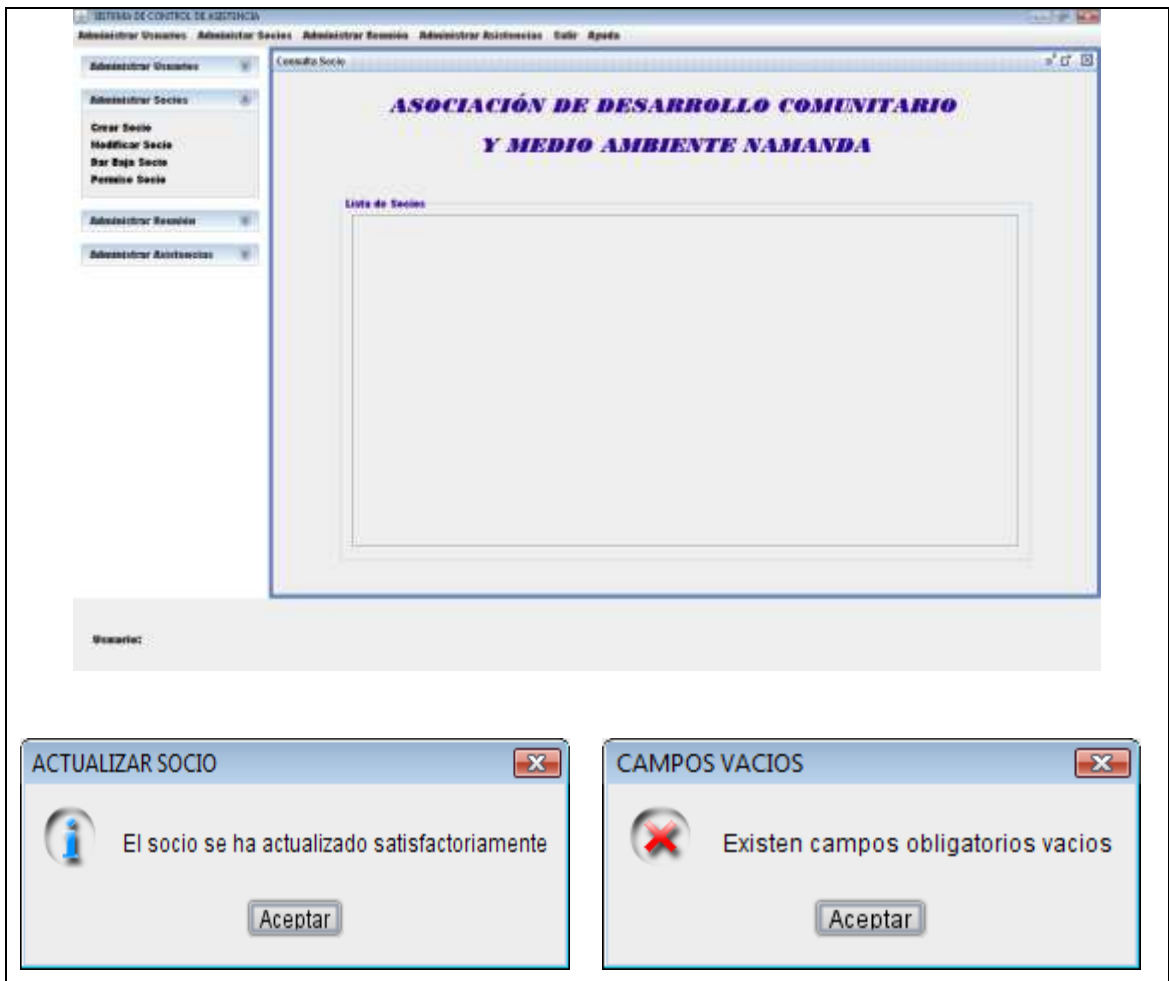 SISTEMA DE CONTROL DE ASISTENCIA
Administrar Usuarios Administar Socios Administrar Reunión Administrar Asistencias Salir Ayuda
Administrar Usuarios
Consulta Socio
Administrar Socios
ASOCIACIÓN DE DESARROLLO COMUNITARIO
Y MEDIO AMBIENTE NAMANDA
Crear Socio
Modificar Socio
Dar Baja Socio
Permiso Socio
Lista de Socios
Administrar Reunión
Administrar Asistencias
Usuario:
ACTUALIZAR SOCIO
El socio se ha actualizado satisfactoriamente
Aceptar
CAMPOS VACIOS
Existen campos obligatorios vacios
Aceptar